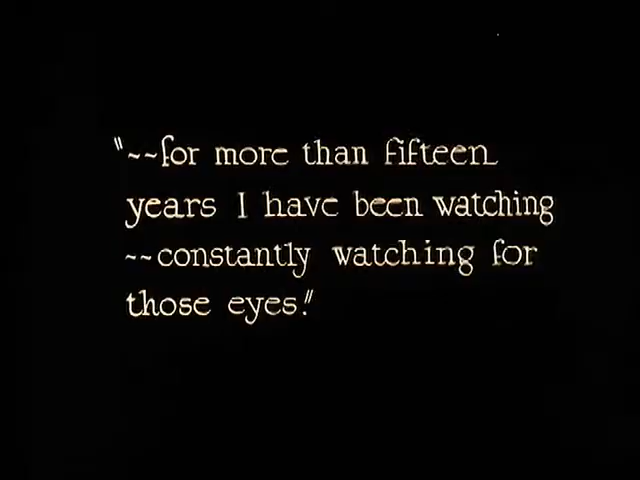 "~~for more than fifteen
years I have been watching
~~constantly watching for
those eyes."